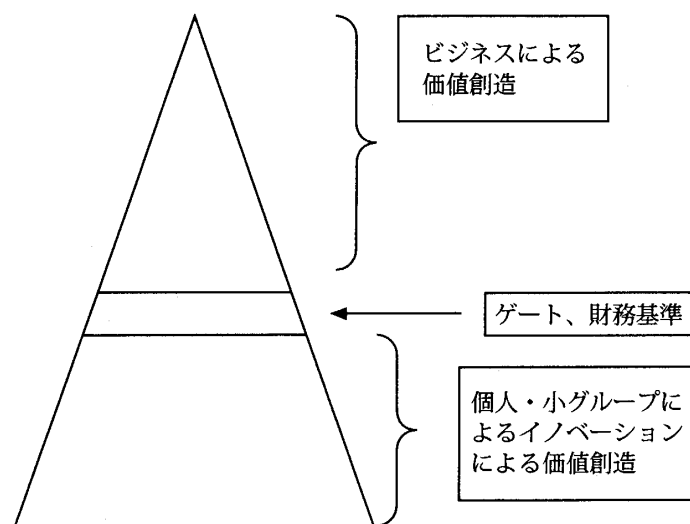 ビジネスによる
価値創造
ゲート、財務基準
個人・小グループに
よるイノベーション
による価値創造